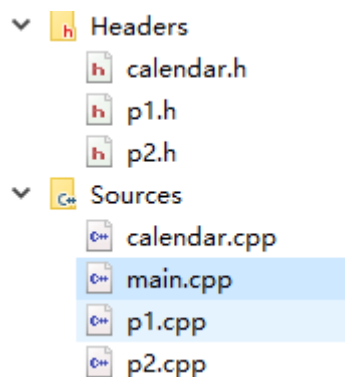 Headers
calendar.h
p1.h
p2.h
Sources
calendar.cpp
main.cpp
p1.cpp
p2.cpp